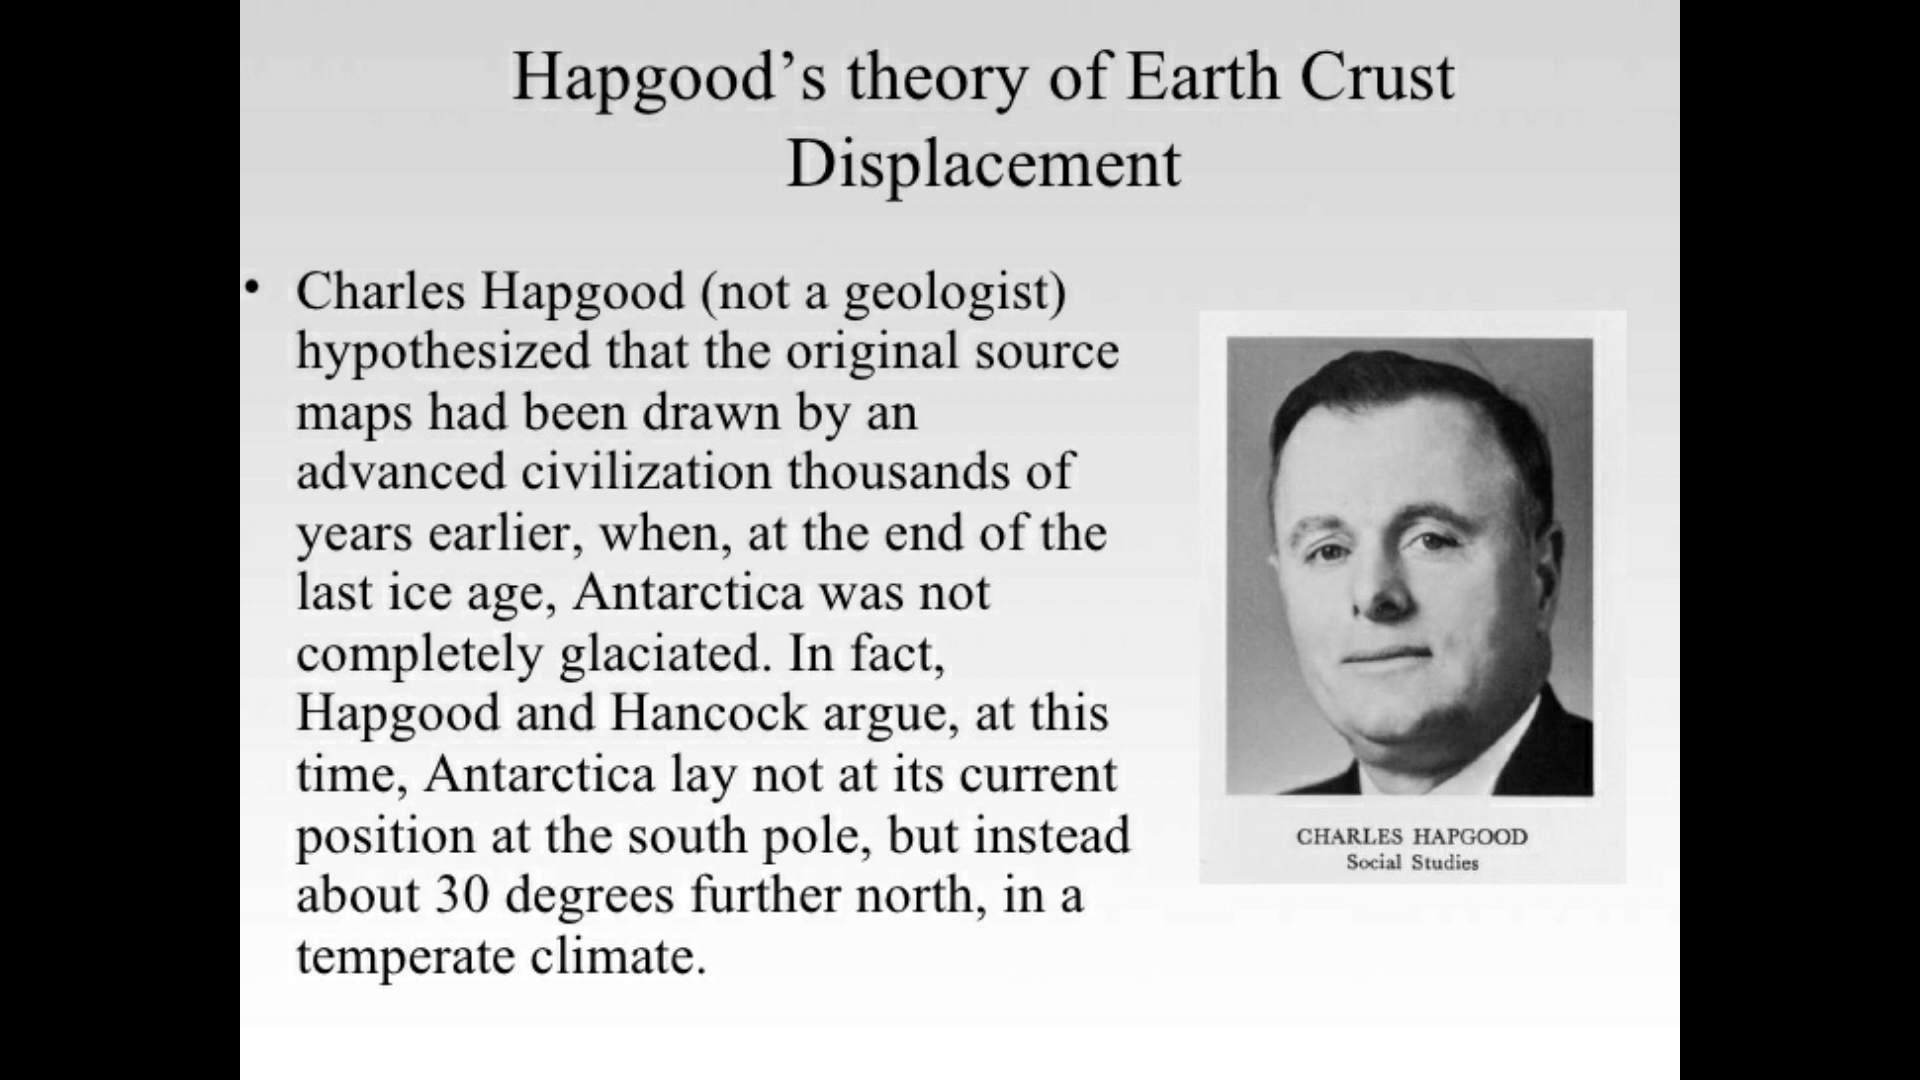 Hapgood’s theory of Earth Crust
Displacement
• Charles Hapgood (not a geologist)
hypothesized that the original source
maps had been drawn by an
advanced civilization thousands of
years earlier, when, at the end of the
last ice age, Antarctica was not
completely glaciated. In fact,
Hapgood and Hancock argue, at this
time, Antarctica lay not at its current
position at the south pole, but instead
about 30 degrees further north, in a
temperate climate.
CHARLES HAPGOOD
Social Studies